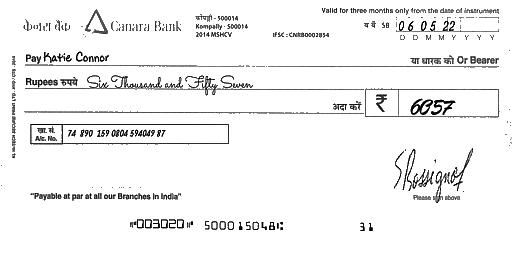 Valid for three months only from the date of instrument
केनरा बैंक Canara Bank
कोंपल्ली - 500014
Kompally - 500014
2014 MSHCV
IFSC : CNRB0002854
SB 06 05 22
D D M M Y Y Y Y
Pay Katie Connor या धारक को Or Bearer
Rupees रुपये Six Thousand and Fifty Seven
अदा करें ₹ 6057
खा. सं.
A/c. No. 74 890 159 0804 594049 87
S Rossignol
Please sign above
"Payable at par at all our Branches in India"
⑈003020⑈ 500015048⑆ 31